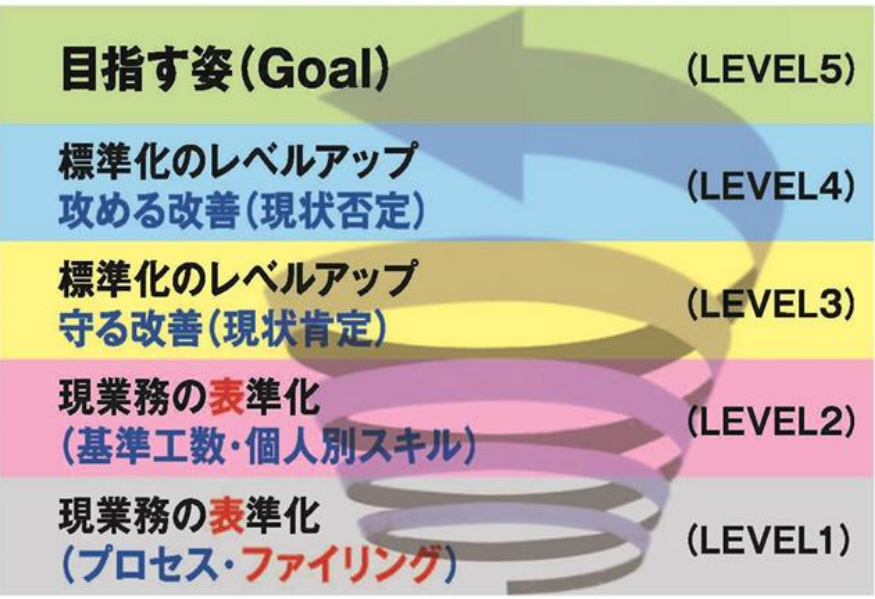 目指す姿(Goal) (LEVEL5)
標準化のレベルアップ
攻める改善(現状否定) (LEVEL4)
標準化のレベルアップ
守る改善(現状肯定) (LEVEL3)
現業務の表準化
(基準工数・個人別スキル) (LEVEL2)
現業務の表準化
(プロセス・ファイリング) (LEVEL1)